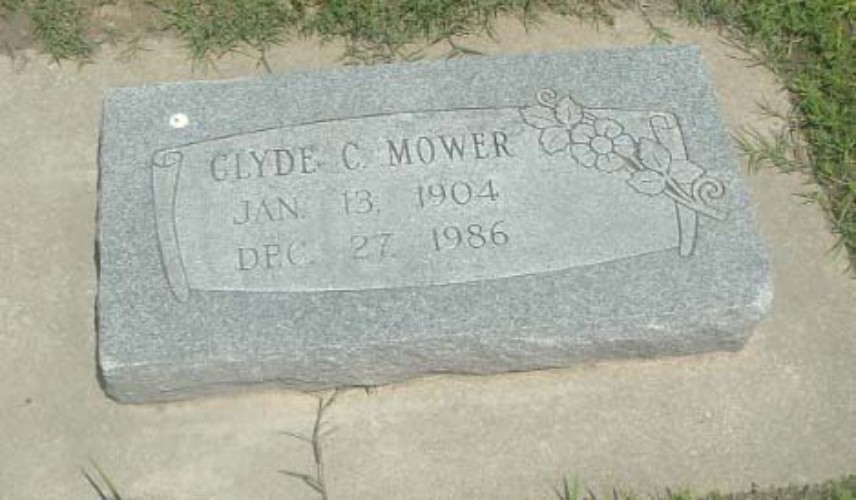 CLYDE C. MOWER
JAN. 13, 1904
DEC. 27, 1986